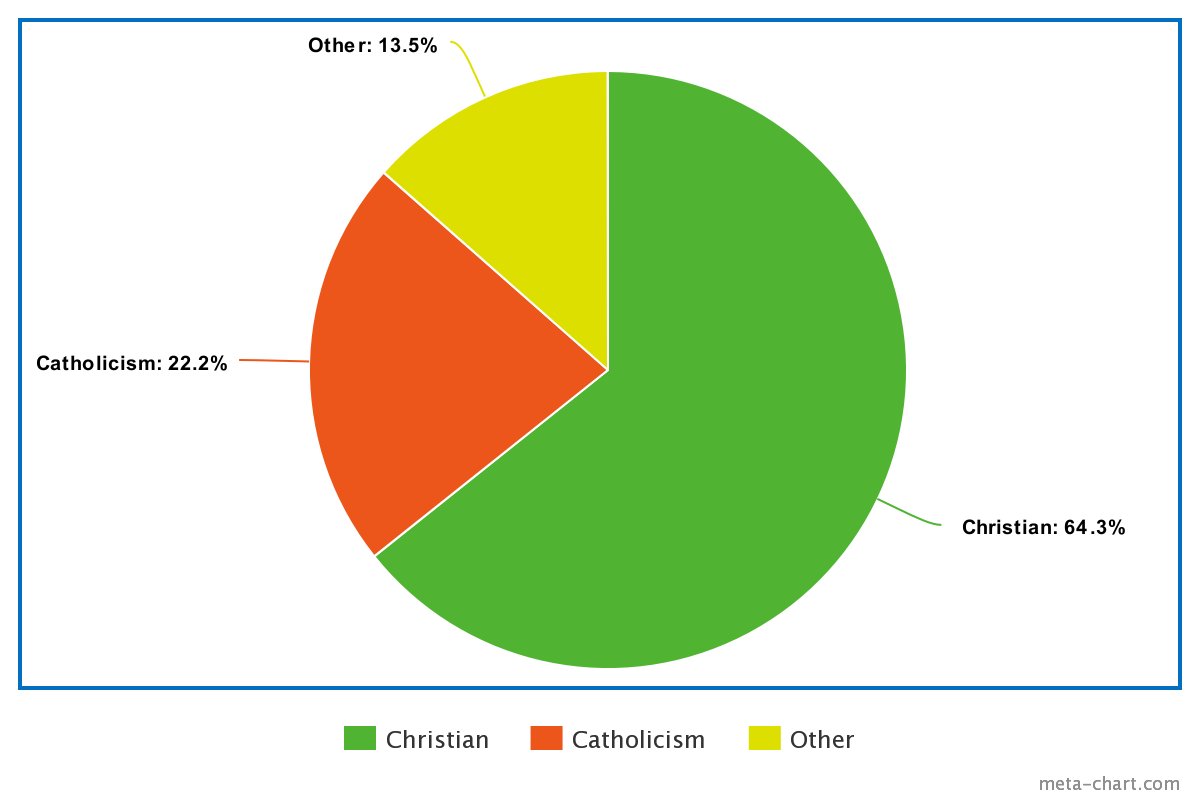 Other: 13.5%
Catholicism: 22.2%
Christian: 64.3%
Christian Catholicism Other
meta-chart.com